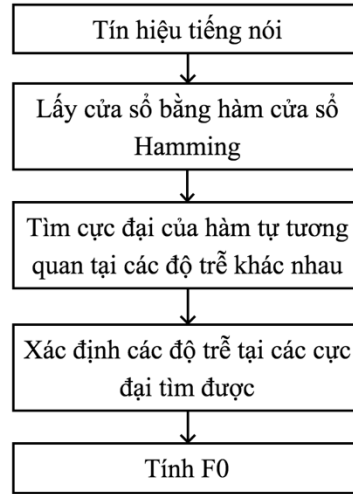 Tín hiệu tiếng nói
Lấy cửa sổ bằng hàm cửa sổ
Hamming
Tìm cực đại của hàm tự tương
quan tại các độ trễ khác nhau
Xác định các độ trễ tại các cực
đại tìm được
Tính F0